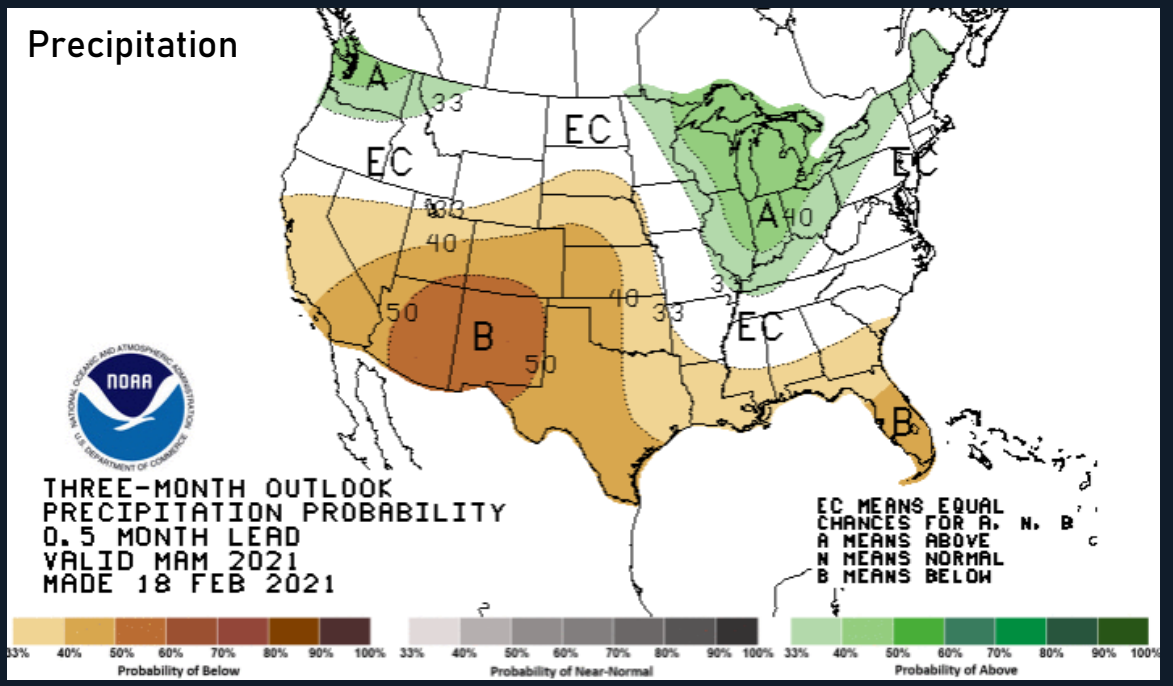 Precipitation
A
33
EC
EC
EC
A 40
33
40
50
B
50
40
33
3
EC
B
NATIONAL OCEANIC AND ATMOSPHERIC ADMINISTRATION
NOAA
U.S. DEPARTMENT OF COMMERCE
THREE-MONTH OUTLOOK
PRECIPITATION PROBABILITY
0.5 MONTH LEAD
VALID MAM 2021
MADE 18 FEB 2021
EC MEANS EQUAL
CHANCES FOR A, N, B
A MEANS ABOVE
N MEANS NORMAL
B MEANS BELOW
33% 40% 50% 60% 70% 80% 90% 100%
Probability of Below
33% 40% 50% 60% 70% 80% 90% 100%
Probability of Near-Normal
33% 40% 50% 60% 70% 80% 90% 100%
Probability of Above